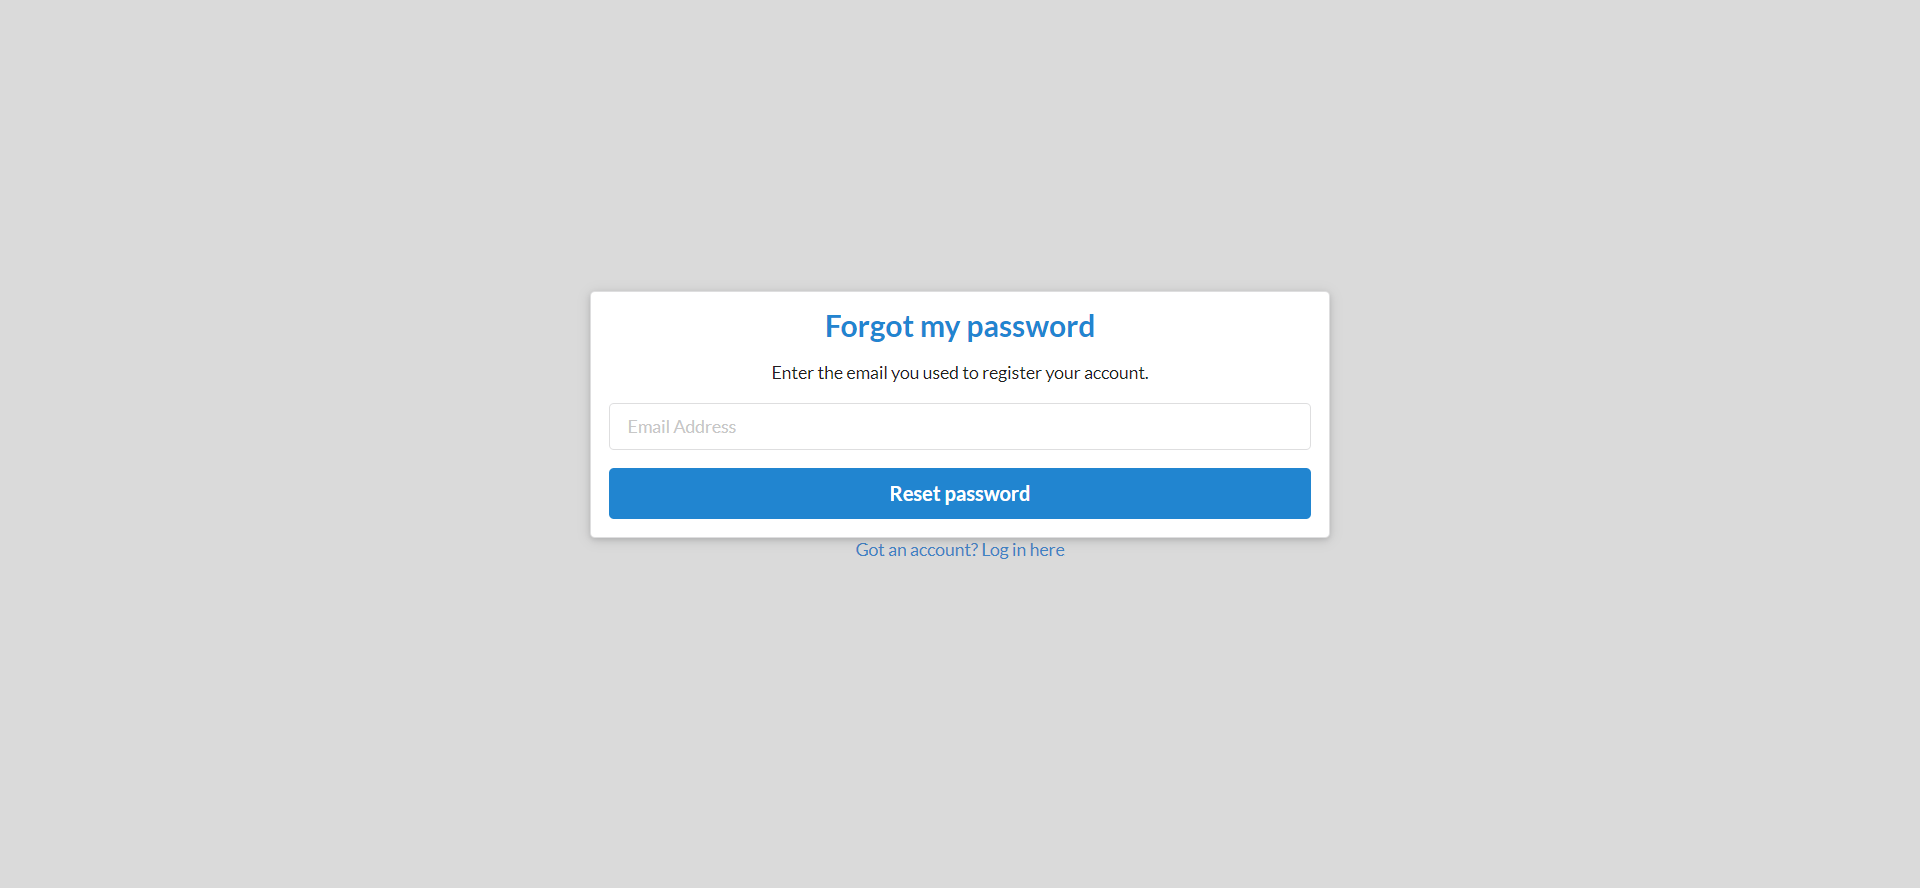 Forgot my password
Enter the email you used to register your account.
Email Address
Reset password
Got an account? Log in here